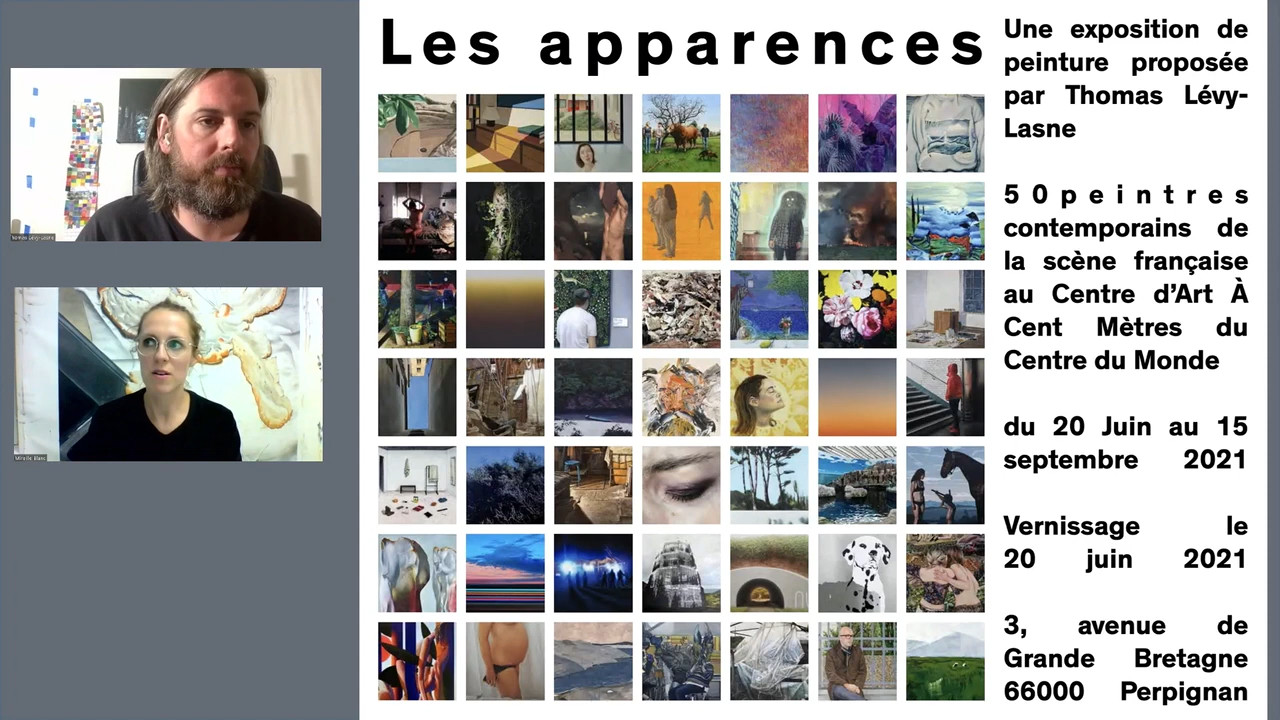 Les apparences
Une exposition de
peinture proposée
par Thomas Lévy-
Lasne
50 peintres
contemporains de
la scène française
au Centre d'Art À
Cent Mètres du
Centre du Monde
du 20 Juin au 15
septembre 2021
Vernissage le
20 juin 2021
3, avenue de
Grande Bretagne
66000 Perpignan
Mireille Blanc